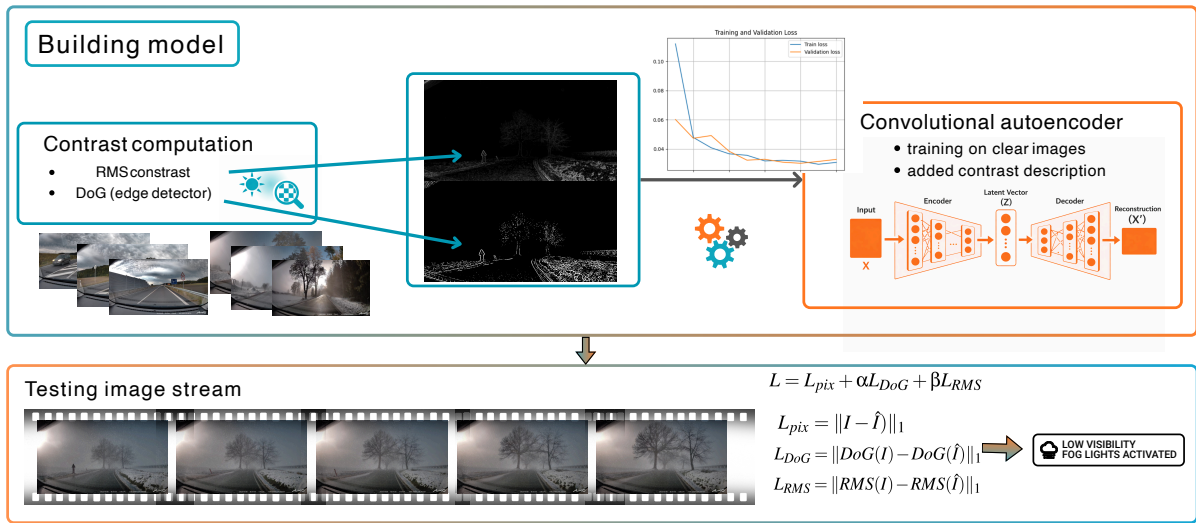 Building model
Contrast computation
• RMS constrast
• DoG (edge detector)
Training and Validation Loss
Train loss
Validation loss
0.10
0.08
0.06
0.04
Convolutional autoencoder
• training on clear images
• added contrast description
Input
Encoder
Latent Vector
(Z)
Decoder
Reconstruction
(X')
X
Testing image stream
L = L_pix + αL_DoG + βL_RMS
L_pix = ‖I − Î‖₁
L_DoG = ‖DoG(I) − DoG(Î)‖₁
L_RMS = ‖RMS(I) − RMS(Î)‖₁
LOW VISIBILITY
FOG LIGHTS ACTIVATED